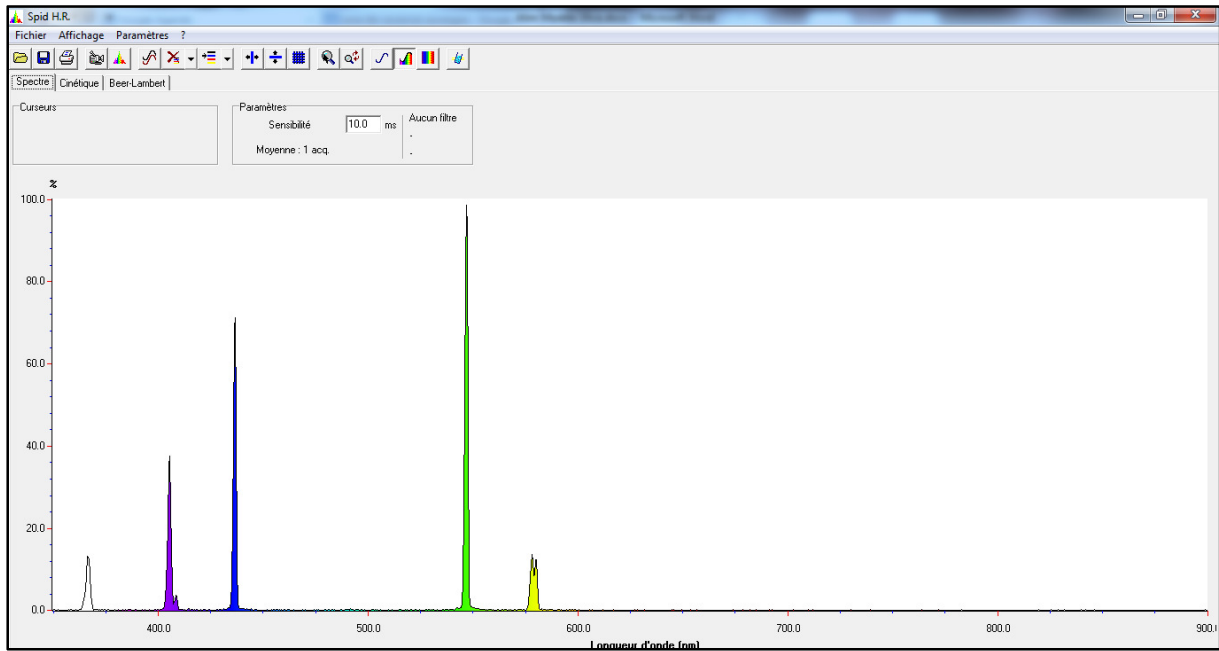 Spid H.R.
Fichier Affichage Paramètres ?
Spectre Cinétique Beer-Lambert
Curseurs
Paramètres
Sensibilité 10.0 ms
Aucun filtre
-
Moyenne : 1 acq.
-
%
100.0
80.0
60.0
40.0
20.0
0.0
400.0 500.0 600.0 700.0 800.0 900.0
Longueur d'onde (nm)